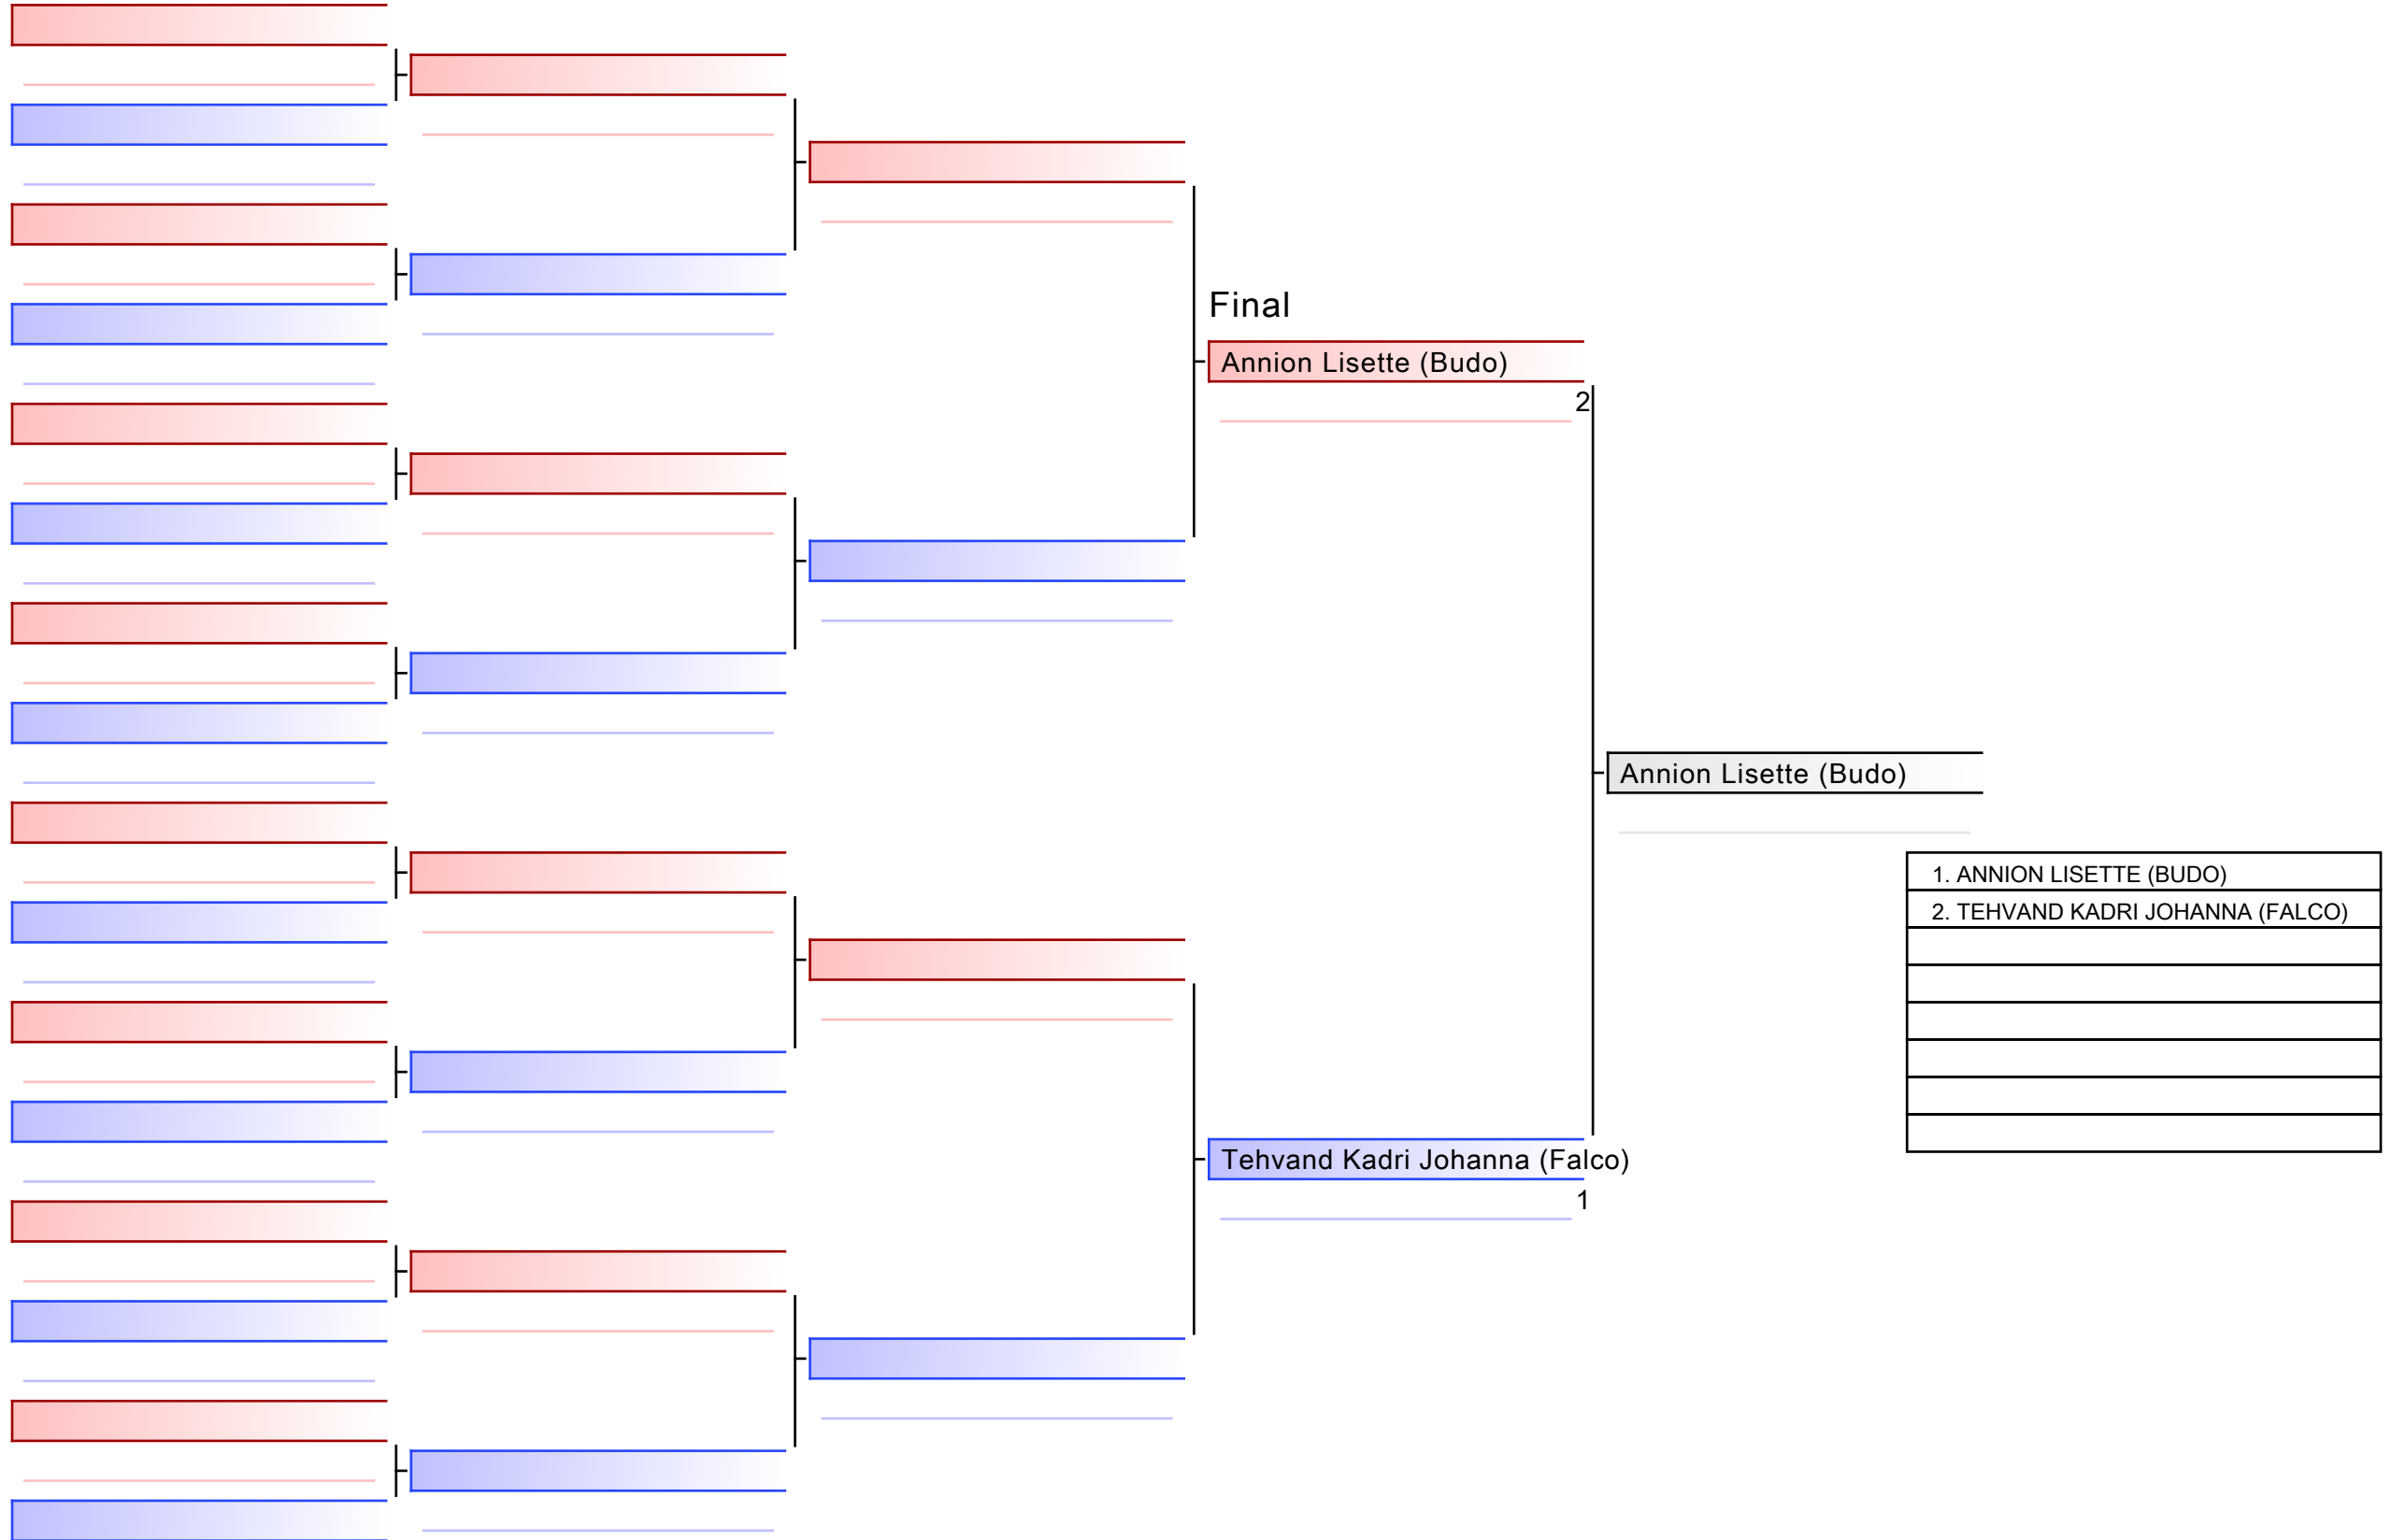 Final
Annion Lisette (Budo)
2
Annion Lisette (Budo)
1. ANNION LISETTE (BUDO)
2. TEHVAND KADRI JOHANNA (FALCO)
Tehvand Kadri Johanna (Falco)
1